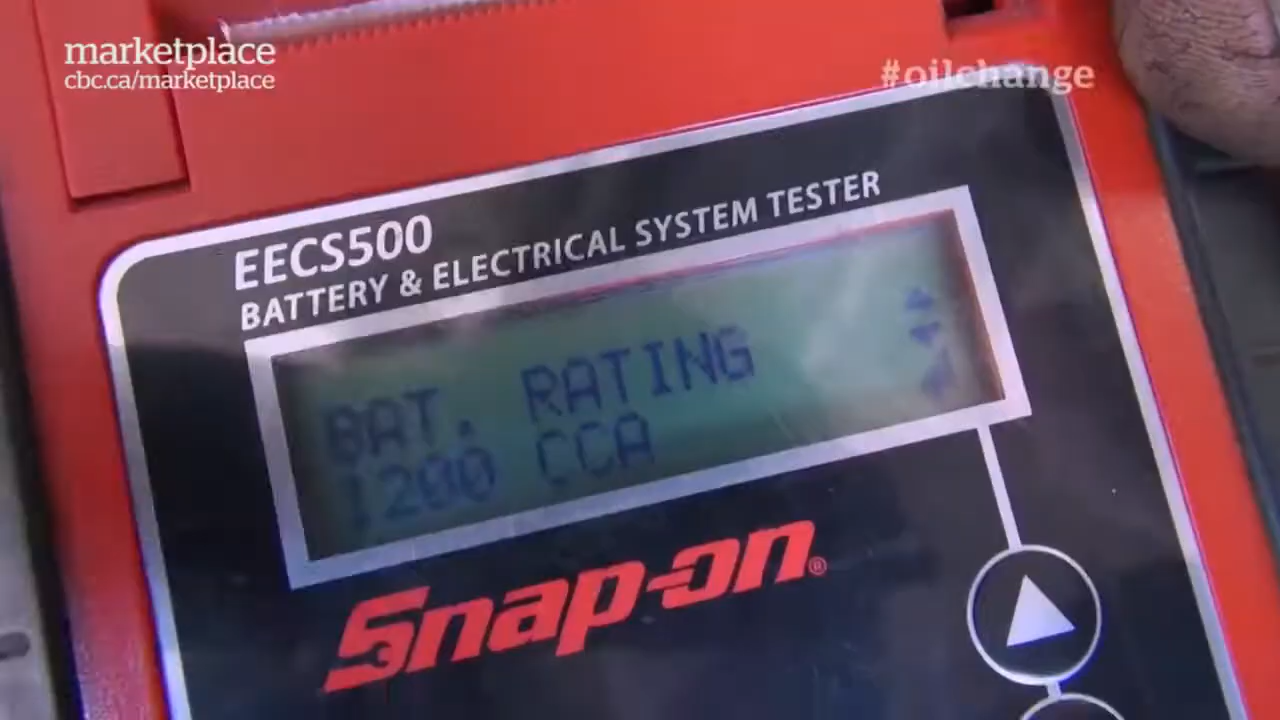 marketplace
cbc.ca/marketplace
#oilchange
EECS500
BATTERY & ELECTRICAL SYSTEM TESTER
BAT. RATING
1200 CCA
Snap-on®